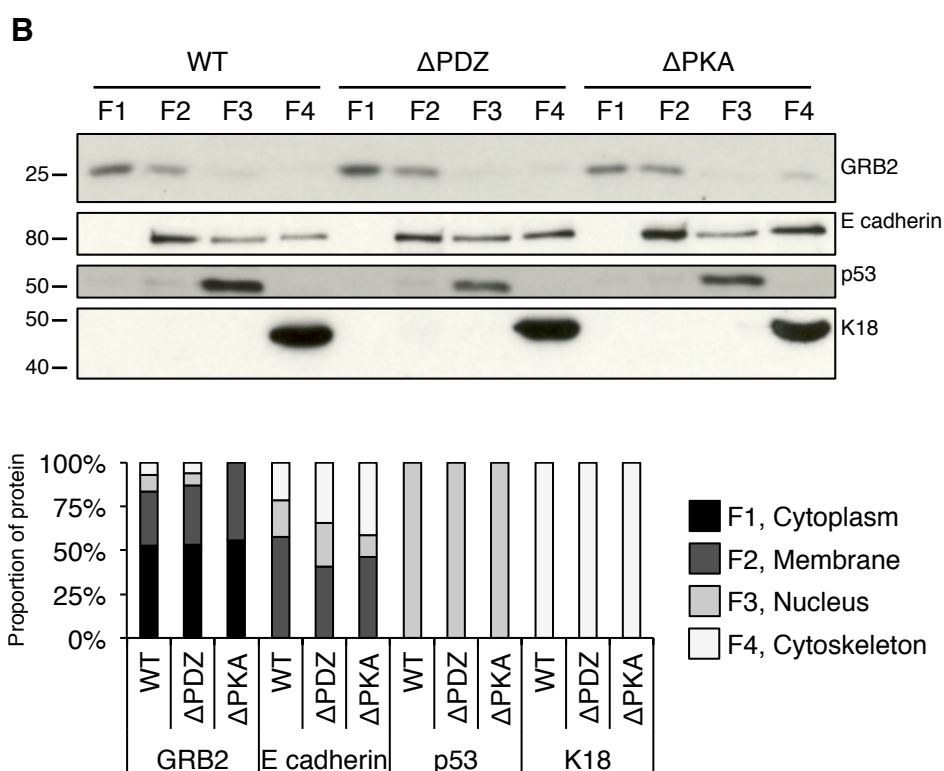 B
WT ΔPDZ ΔPKA
F1 F2 F3 F4 F1 F2 F3 F4 F1 F2 F3 F4
25 GRB2
80 E cadherin
50 p53
50 K18
40
Proportion of protein
100%
75%
50%
25%
0%
WT ΔPDZ ΔPKA WT ΔPDZ ΔPKA WT ΔPDZ ΔPKA WT ΔPDZ ΔPKA
GRB2 E cadherin p53 K18
F1, Cytoplasm
F2, Membrane
F3, Nucleus
F4, Cytoskeleton